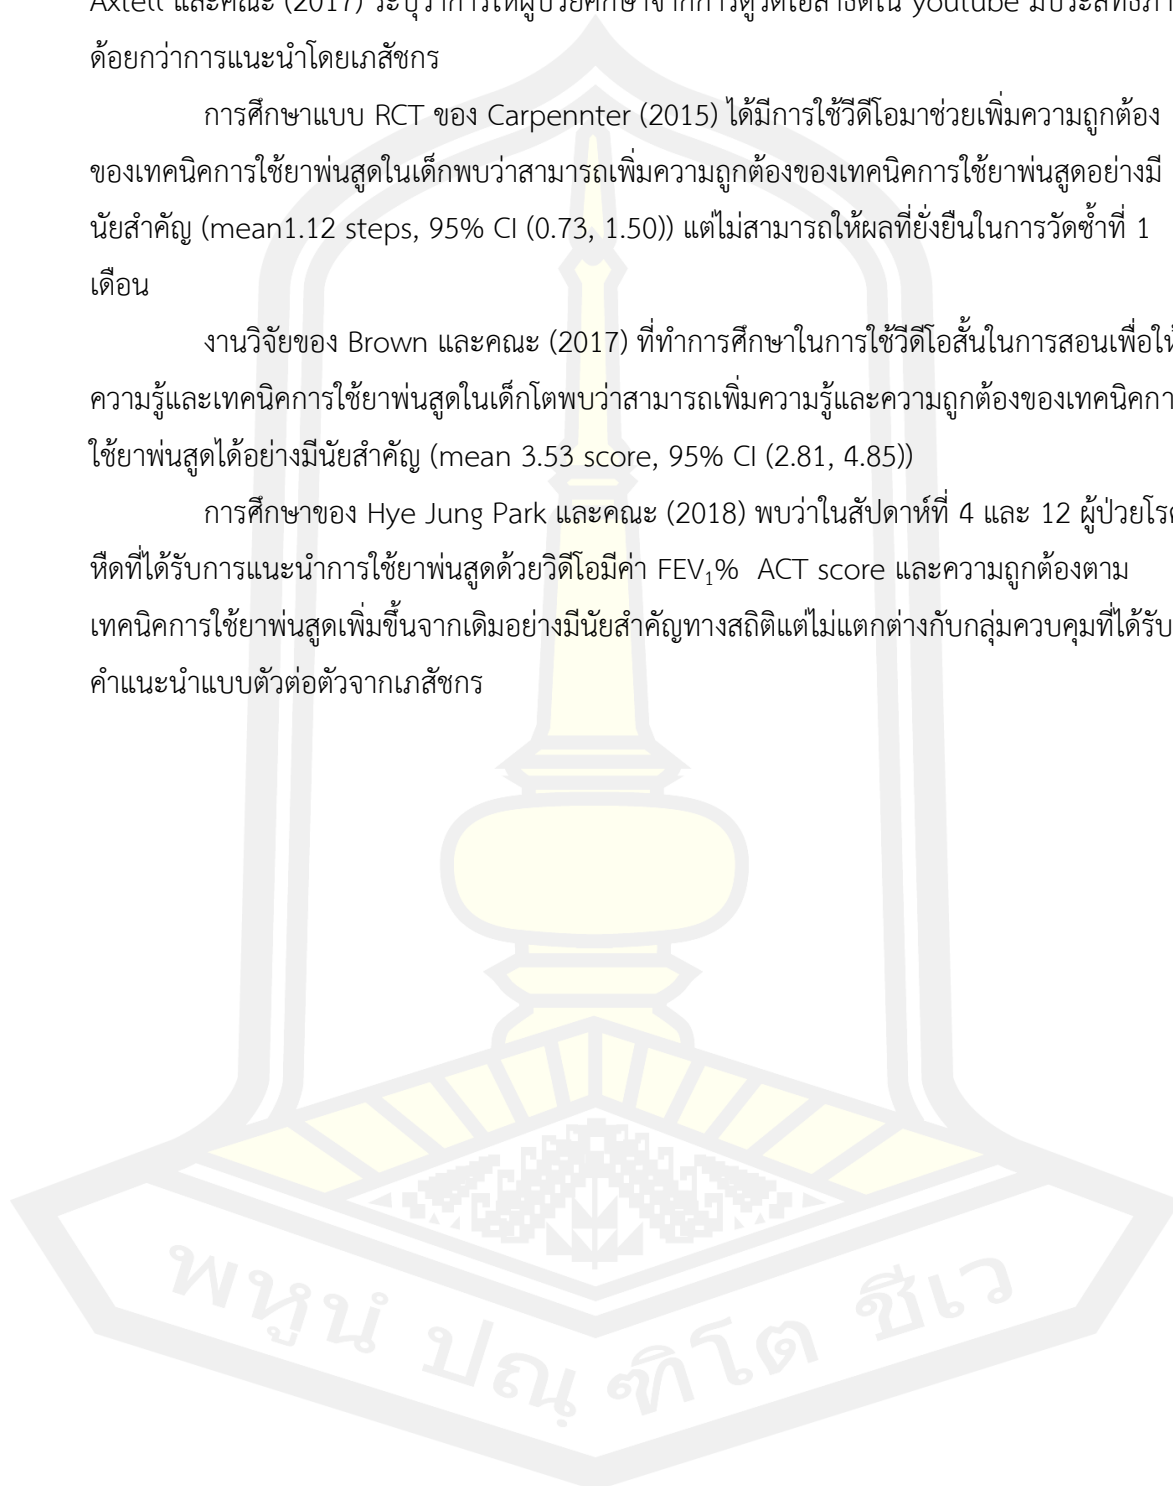 Axtell และคณะ (2017) ระบุว่าการให้ผู้ป่วยศึกษาจากการดูวิดีโอสาธิตใน youtube มีประสิทธิภา
ด้อยกว่าการแนะนำโดยเภสัชกร
การศึกษาแบบ RCT ของ Carpennter (2015) ได้มีการใช้วีดีโอมาช่วยเพิ่มความถูกต้อง
ของเทคนิคการใช้ยาพ่นสูดในเด็กพบว่าสามารถเพิ่มความถูกต้องของเทคนิคการใช้ยาพ่นสูดอย่างมี
นัยสำคัญ (mean1.12 steps, 95% CI (0.73, 1.50)) แต่ไม่สามารถให้ผลที่ยั่งยืนในการวัดซ้ำที่ 1
เดือน
งานวิจัยของ Brown และคณะ (2017) ที่ทำการศึกษาในการใช้วีดีโอสั้นในการสอนเพื่อให้
ความรู้และเทคนิคการใช้ยาพ่นสูดในเด็กโตพบว่าสามารถเพิ่มความรู้และความถูกต้องของเทคนิคกา
ใช้ยาพ่นสูดได้อย่างมีนัยสำคัญ (mean 3.53 score, 95% CI (2.81, 4.85))
การศึกษาของ Hye Jung Park และคณะ (2018) พบว่าในสัปดาห์ที่ 4 และ 12 ผู้ป่วยโรค
หืดที่ได้รับการแนะนำการใช้ยาพ่นสูดด้วยวิดีโอมีค่า FEV₁% ACT score และความถูกต้องตาม
เทคนิคการใช้ยาพ่นสูดเพิ่มขึ้นจากเดิมอย่างมีนัยสำคัญทางสถิติแต่ไม่แตกต่างกับกลุ่มควบคุมที่ได้รับ
คำแนะนำแบบตัวต่อตัวจากเภสัชกร
พหูนํ ปณฺฑิโต ชีเว